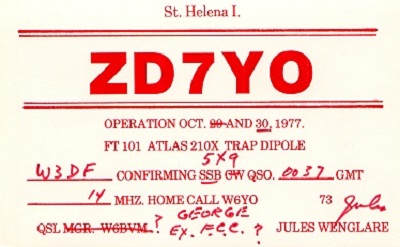 St. Helena I.
ZD7YO
OPERATION OCT. 29 AND 30, 1977.
FT 101 ATLAS 210X TRAP DIPOLE
5X9
W3DF CONFIRMING SSB CW QSO. 0037 GMT
14 MHZ. HOME CALL W6YO 73 Jules
QSL MGR. W6BVM ? GEORGE EX. F.C.C. ? JULES WENGLARE